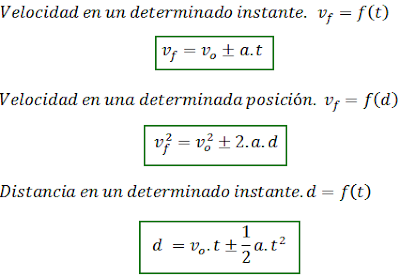 Velocidad en un determinado instante. v_f = f(t)
v_f = v_o ± a.t
Velocidad en una determinada posición. v_f = f(d)
v_f^2 = v_o^2 ± 2.a.d
Distancia en un determinado instante. d = f(t)
d = v_o.t ± 1/2 a.t^2